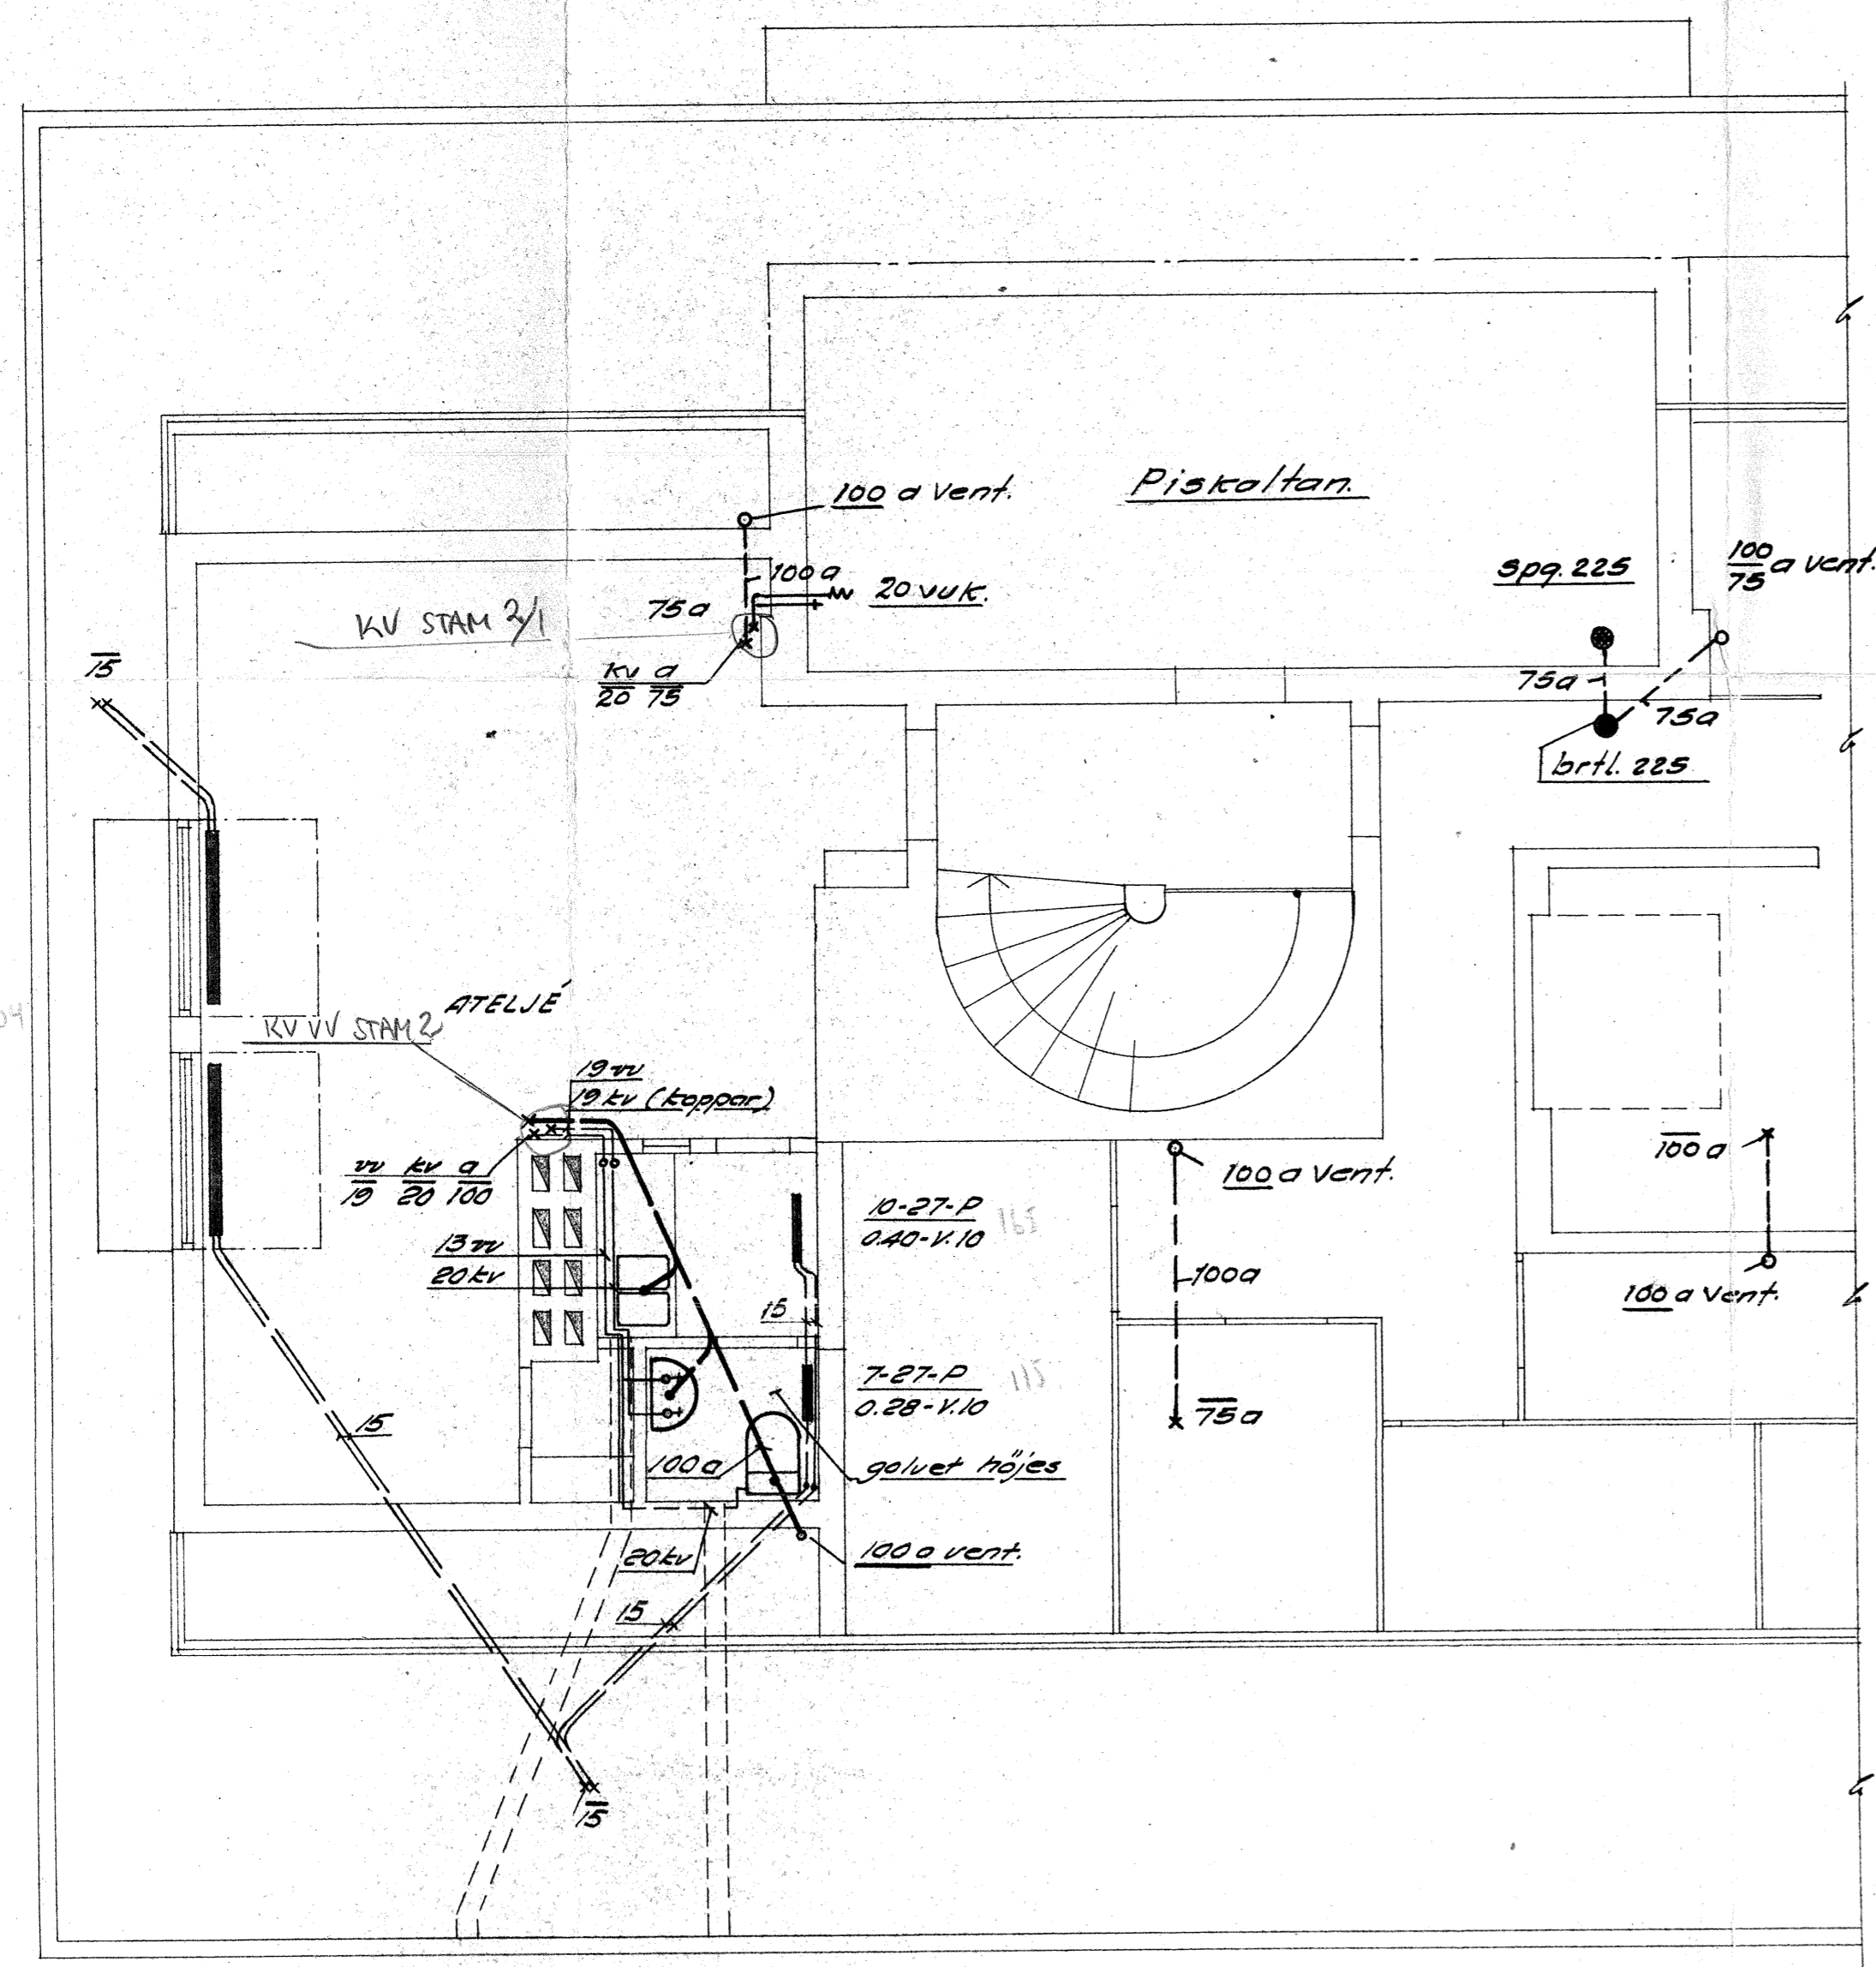 Piskaltan.
100 a Vent.
100 a
20 vuk.
75 a
KV STAM 2/1
kv a
20 75
spg. 225
100
75 a vent.
75a
75a
brtl. 225
15
ATELJÉ
KV VV STAM 2
19 vv
19 kv (koppar)
vv kv a
19 20 100
13 vv
20 kv
10-27-P
0.40-V.10
15
7-27-P
0.28-V.10
100 a
golvet höjes
100 a vent.
20 kv
15
15
15
100 a Vent.
100a
75 a
100 a
100 a vent.